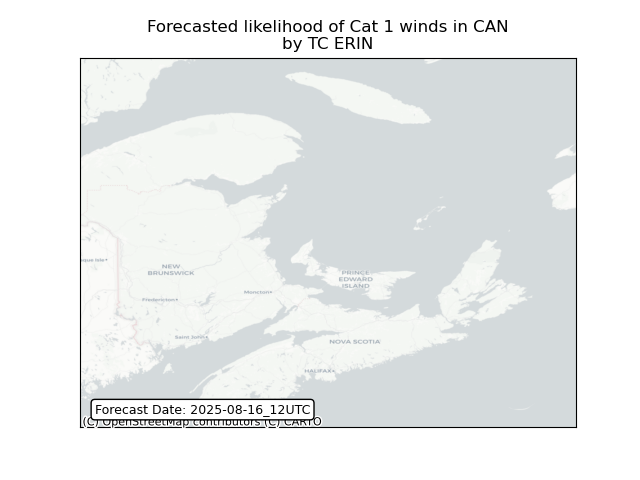 Forecasted likelihood of Cat 1 winds in CAN
by TC ERIN
NEW
BRUNSWICK
PRINCE
EDWARD
ISLAND
que Isle
Fredericton
Moncton
Saint John
NOVA SCOTIA
HALIFAX
Forecast Date: 2025-08-16_12UTC
(C) OpenStreetMap contributors (C) CARTO